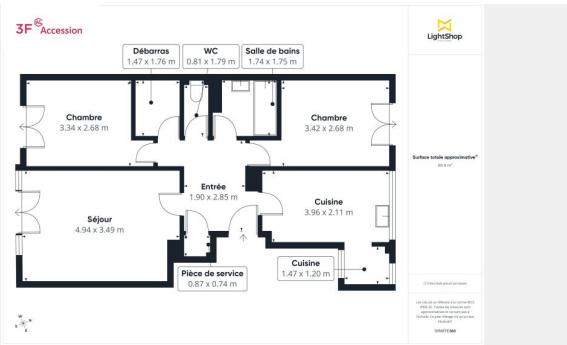 3F Accession
LightShop
Débarras
1.47 x 1.76 m
WC
0.81 x 1.79 m
Salle de bains
1.74 x 1.75 m
Chambre
3.34 x 2.68 m
Chambre
3.42 x 2.68 m
Surface totale approximative
Entrée
1.90 x 2.85 m
Cuisine
3.96 x 2.11 m
Séjour
4.94 x 3.49 m
Pièce de service
0.87 x 0.74 m
Cuisine
1.47 x 1.20 m
GIRAFFE360